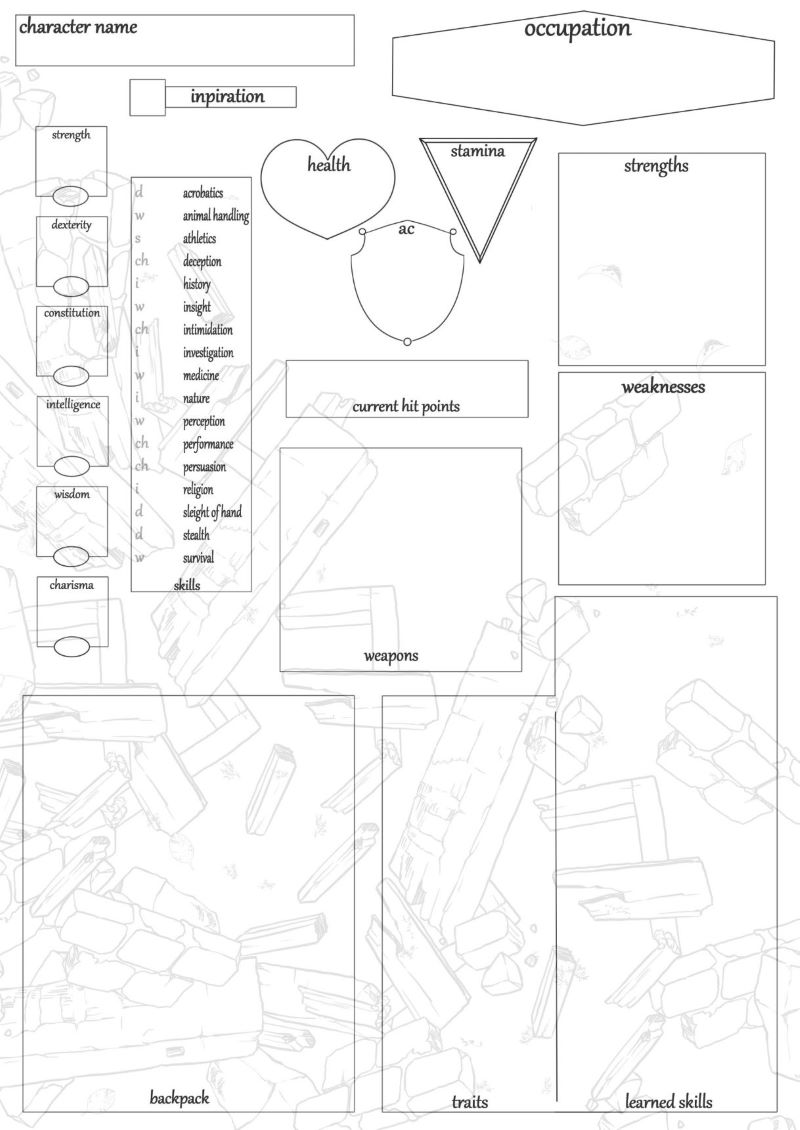 character name
occupation
inpiration
strength
dexterity
constitution
intelligence
wisdom
charisma
d acrobatics
w animal handling
s athletics
ch deception
i history
w insight
ch intimidation
i investigation
w medicine
i nature
w perception
ch performance
ch persuasion
i religion
d sleight of hand
d stealth
w survival
skills
health
stamina
ac
current hit points
weapons
strengths
weaknesses
backpack
traits
learned skills